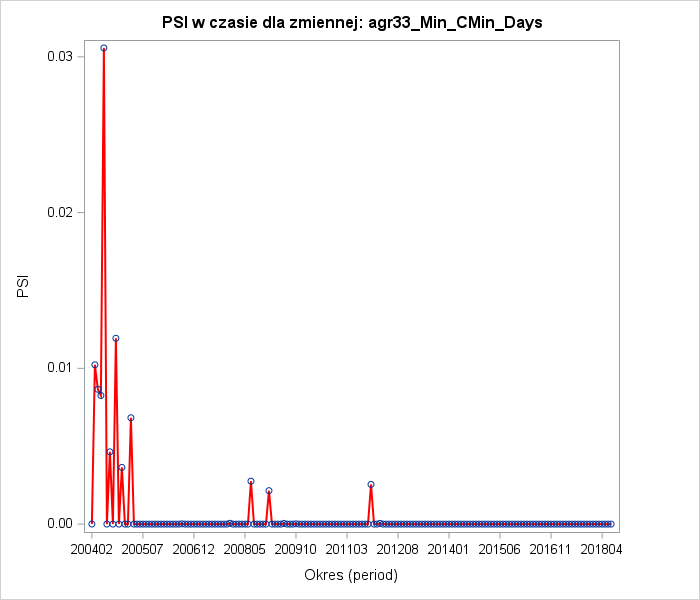 PSI w czasie dla zmiennej: agr33_Min_CMin_Days
0.03
0.02
0.01
0.00
PSI
200402 200507 200612 200805 200910 201103 201208 201401 201506 201611 201804
Okres (period)